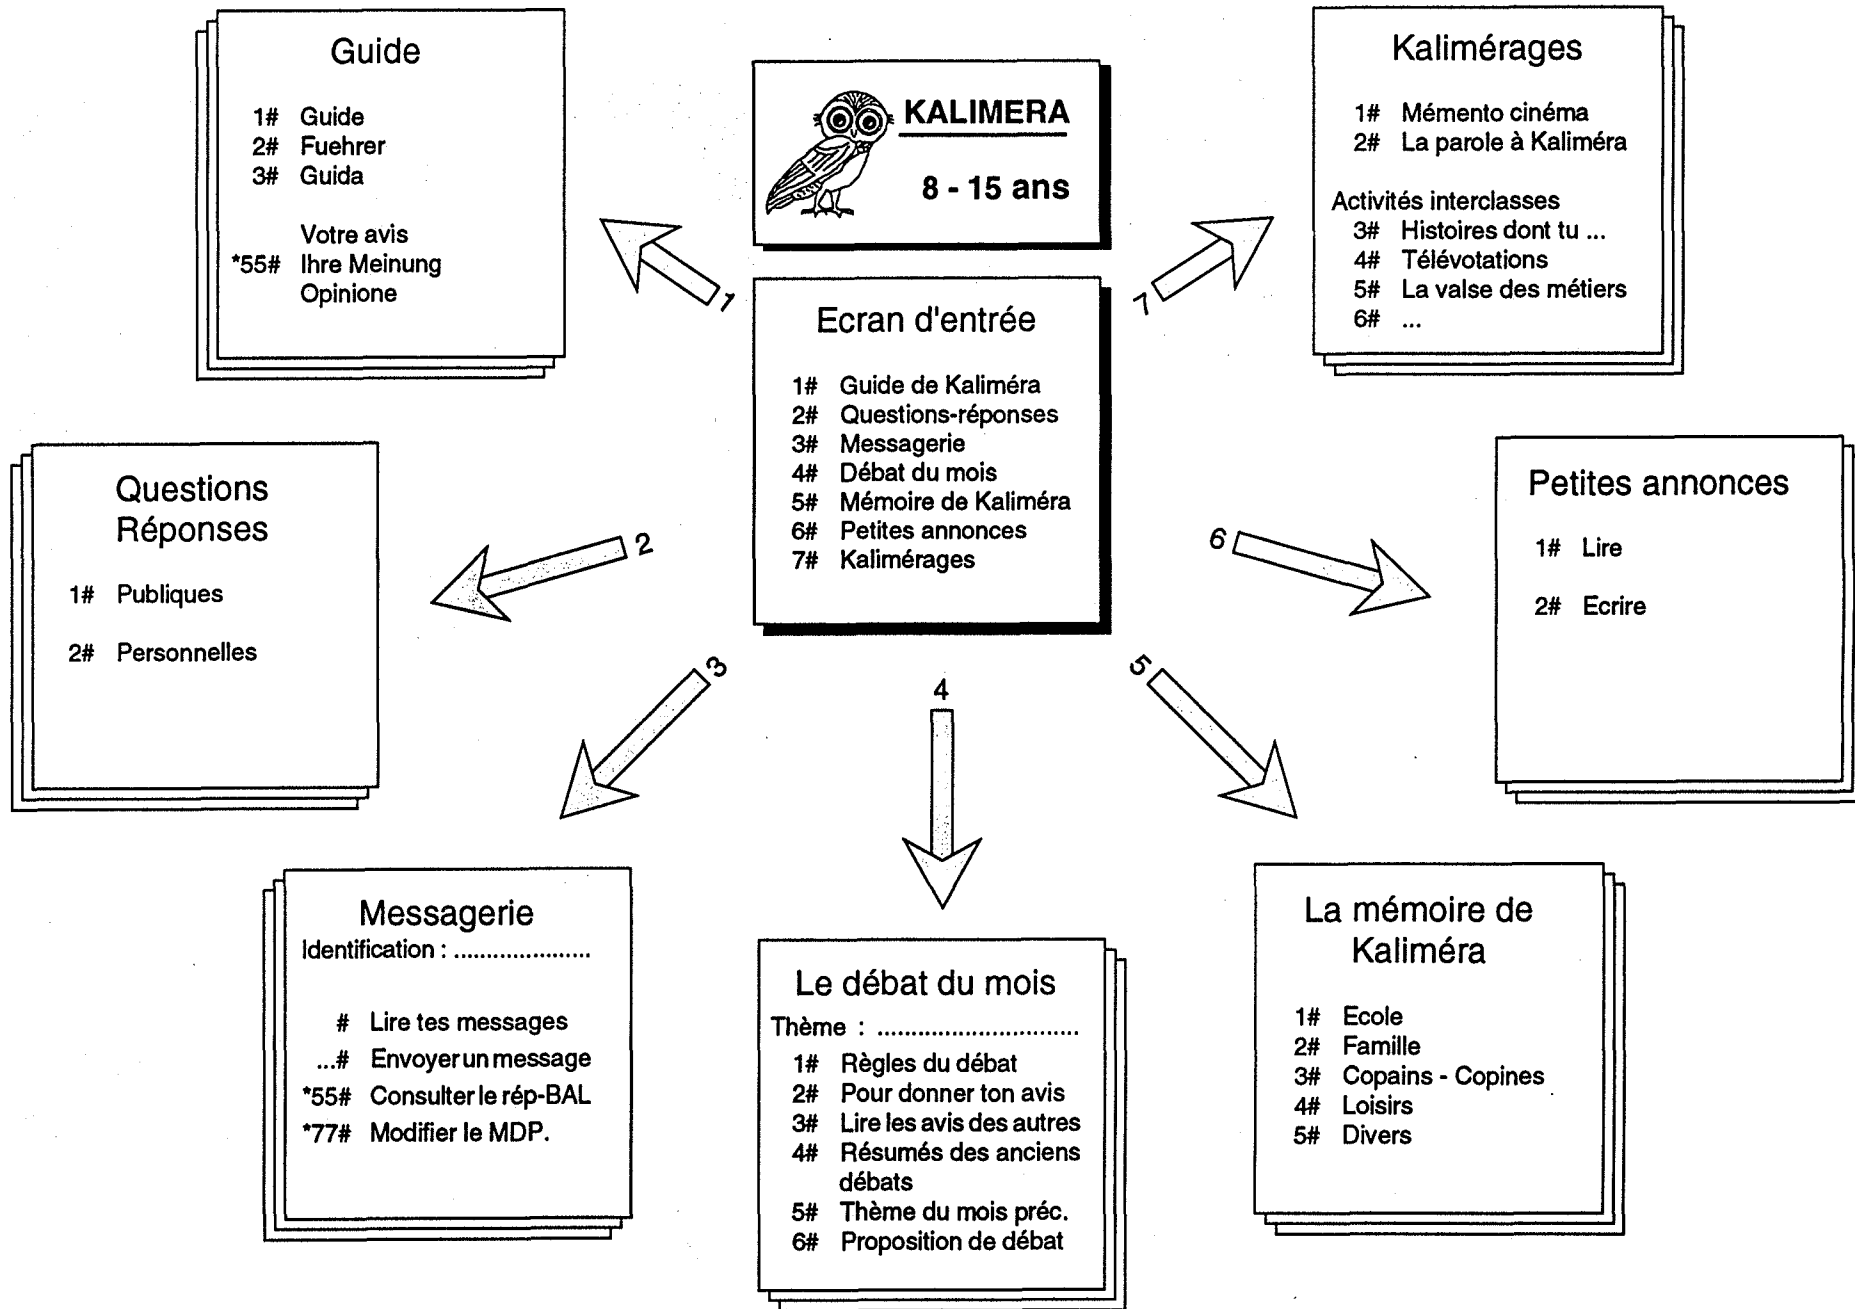 KALIMERA
8 - 15 ans
Ecran d'entrée
1# Guide de Kaliméra
2# Questions-réponses
3# Messagerie
4# Débat du mois
5# Mémoire de Kaliméra
6# Petites annonces
7# Kalimérages
1
Guide
1# Guide
2# Fuehrer
3# Guida
Votre avis
*55# Ihre Meinung
Opinione
2
Questions
Réponses
1# Publiques
2# Personnelles
3
Messagerie
Identification : .....................
# Lire tes messages
...# Envoyer un message
*55# Consulter le rép-BAL
*77# Modifier le MDP.
4
Le débat du mois
Thème : ..............................
1# Règles du débat
2# Pour donner ton avis
3# Lire les avis des autres
4# Résumés des anciens
débats
5# Thème du mois préc.
6# Proposition de débat
5
La mémoire de
Kaliméra
1# Ecole
2# Famille
3# Copains - Copines
4# Loisirs
5# Divers
6
Petites annonces
1# Lire
2# Ecrire
7
Kalimérages
1# Mémento cinéma
2# La parole à Kaliméra
Activités interclasses
3# Histoires dont tu ...
4# Télévotations
5# La valse des métiers
6# ...